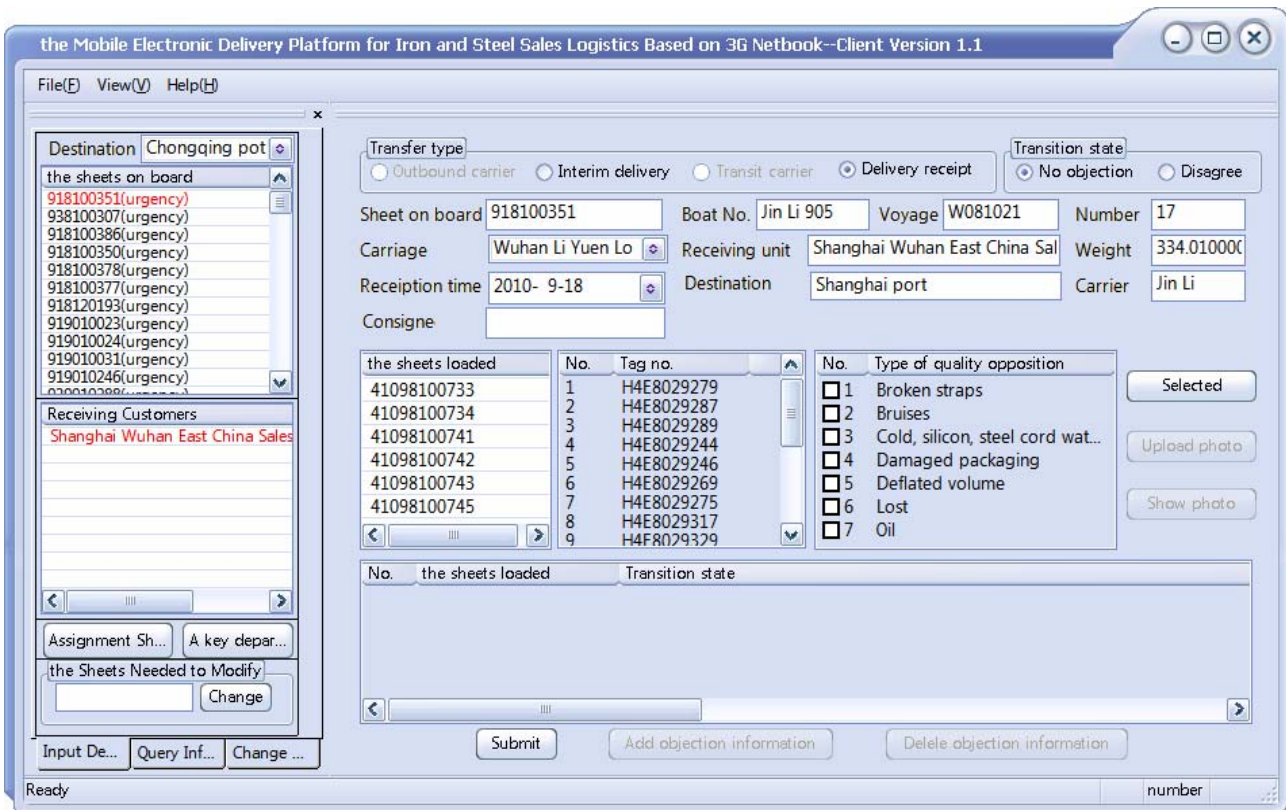 the Mobile Electronic Delivery Platform for Iron and Steel Sales Logistics Based on 3G Netbook--Client Version 1.1
File(F) View(V) Help(H)
x
Destination Chongqing pot
the sheets on board
918100351(urgency)
938100307(urgency)
918100386(urgency)
918100350(urgency)
918100378(urgency)
918100377(urgency)
918120193(urgency)
919010023(urgency)
919010024(urgency)
919010031(urgency)
919010246(urgency)
Receiving Customers
Shanghai Wuhan East China Sales
Assignment Sh... A key depar...
the Sheets Needed to Modify
Change
Input De... Query Inf... Change ...
Transfer type
Outbound carrier Interim delivery Transit carrier Delivery receipt
Transition state
No objection Disagree
Sheet on board 918100351 Boat No. Jin Li 905 Voyage W081021 Number 17
Carriage Wuhan Li Yuen Lo Receiving unit Shanghai Wuhan East China Sal Weight 334.01000(
Receiption time 2010- 9-18 Destination Shanghai port Carrier Jin Li
Consigne
the sheets loaded
41098100733
41098100734
41098100741
41098100742
41098100743
41098100745
No. Tag no.
1 H4E8029279
2 H4E8029287
3 H4E8029289
4 H4E8029244
5 H4E8029246
6 H4E8029269
7 H4E8029275
8 H4E8029317
9 H4E8029329
No. Type of quality opposition
1 Broken straps
2 Bruises
3 Cold, silicon, steel cord wat...
4 Damaged packaging
5 Deflated volume
6 Lost
7 Oil
Selected
Upload photo
Show photo
No. the sheets loaded Transition state
Submit Add objection information Delele objection information
Ready number